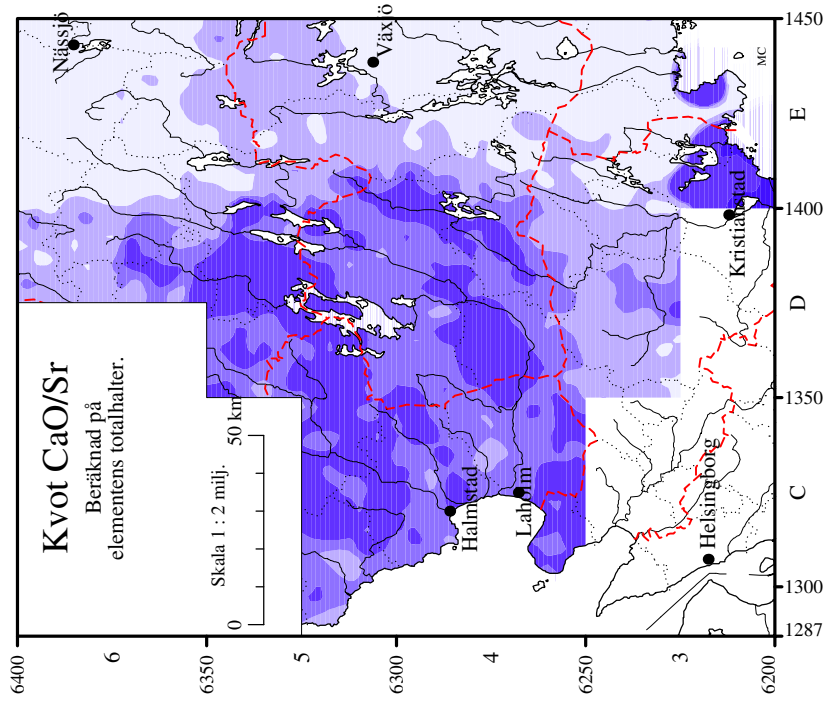 Kvot CaO/Sr
Beräknad på
elementens totalhalter.
Skala 1 : 2 milj.
0
50 km
Nässjö
Växjö
Halmstad
Laholm
Kristianstad
Helsingborg
MC
1450
E
1400
D
1350
C
1300
1287
6400
6
6350
5
6300
4
6250
3
6200